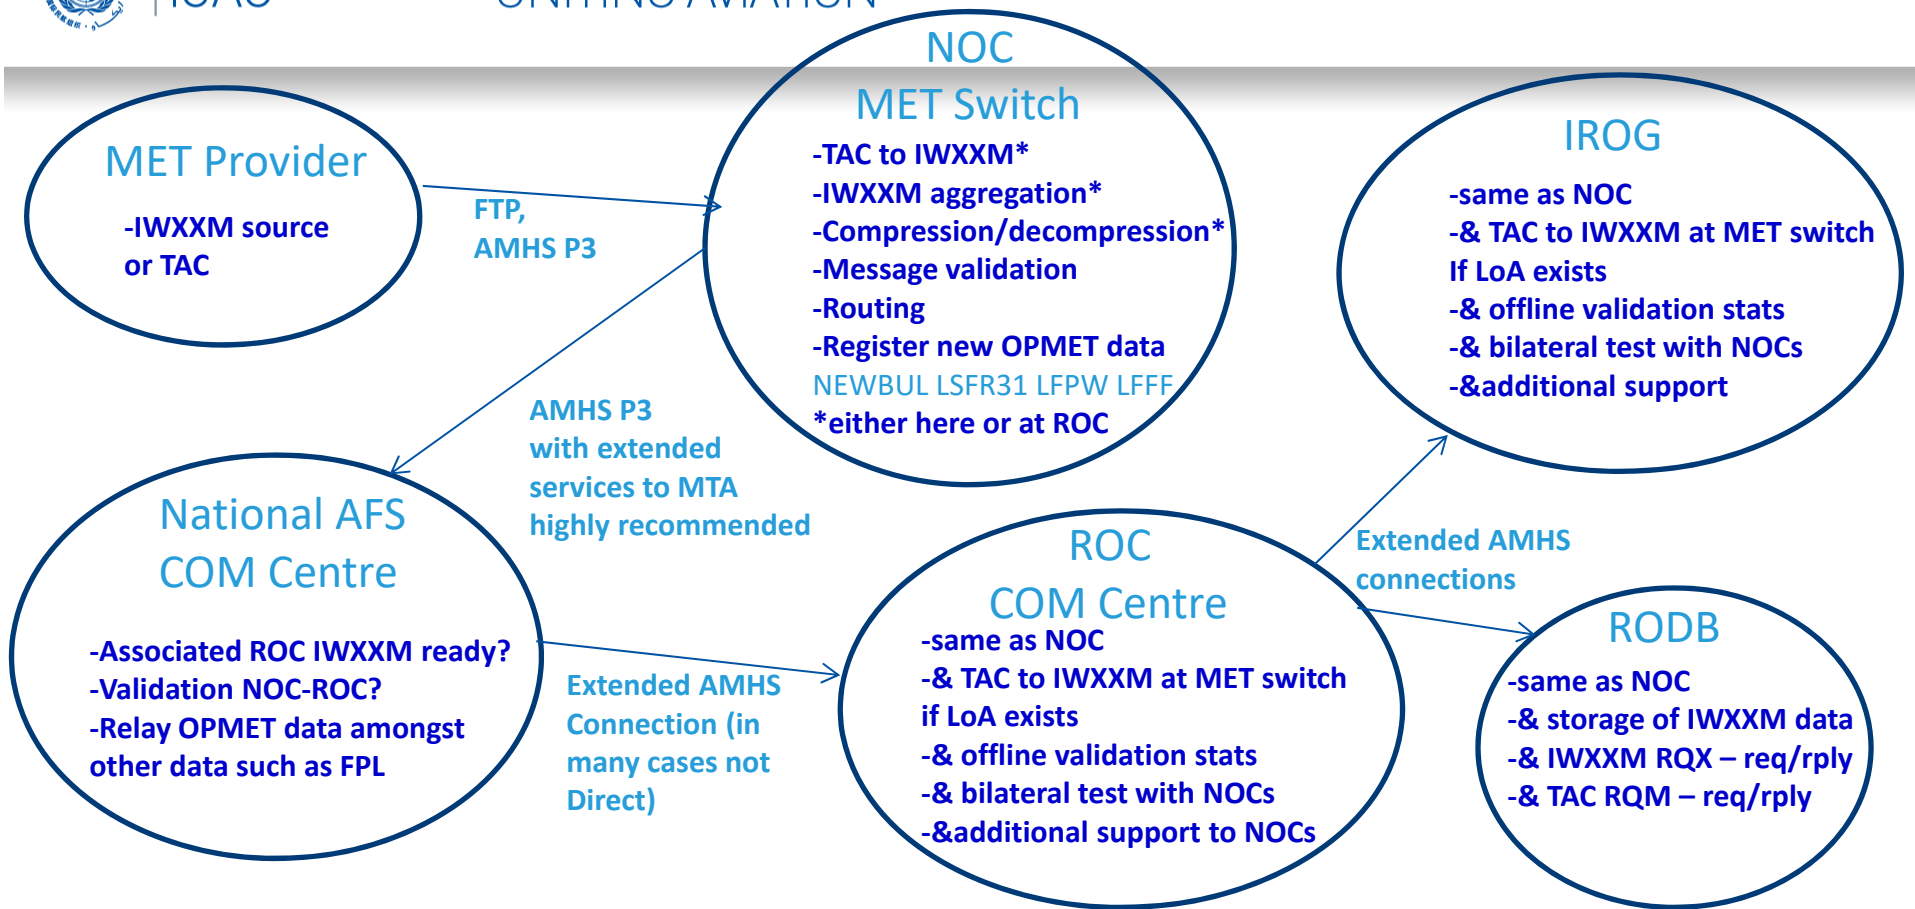 ICAO
UNITING AVIATION
MET Provider
-IWXXM source
or TAC
FTP,
AMHS P3
NOC
MET Switch
-TAC to IWXXM*
-IWXXM aggregation*
-Compression/decompression*
-Message validation
-Routing
-Register new OPMET data
NEWBUL LSFR31 LFPW LFFF
*either here or at ROC
IROG
-same as NOC
-& TAC to IWXXM at MET switch
If LoA exists
-& offline validation stats
-& bilateral test with NOCs
-&additional support
AMHS P3
with extended
services to MTA
highly recommended
National AFS
COM Centre
-Associated ROC IWXXM ready?
-Validation NOC-ROC?
-Relay OPMET data amongst
other data such as FPL
Extended AMHS
Connection (in
many cases not
Direct)
ROC
COM Centre
-same as NOC
-& TAC to IWXXM at MET switch
if LoA exists
-& offline validation stats
-& bilateral test with NOCs
-&additional support to NOCs
Extended AMHS
connections
RODB
-same as NOC
-& storage of IWXXM data
-& IWXXM RQX – req/rply
-& TAC RQM – req/rply